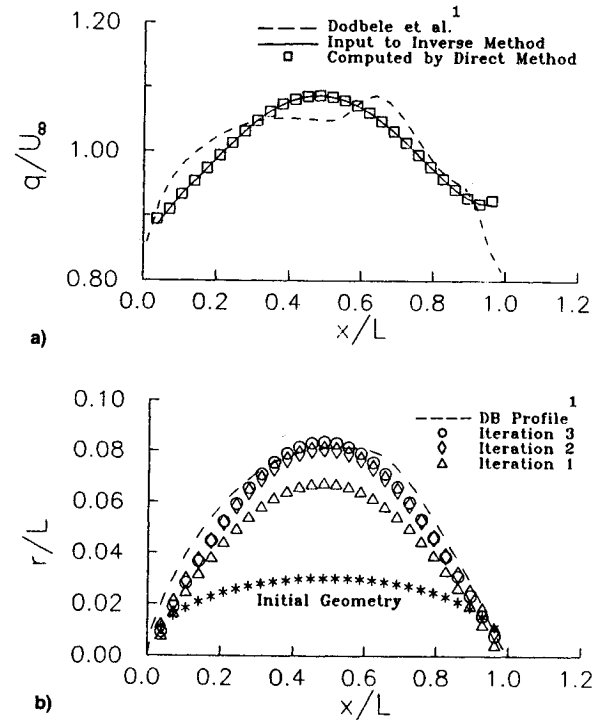 1
Dodbele et al.
Input to Inverse Method
Computed by Direct Method
1.20
1.00
0.80
q/U∞
0.0 0.2 0.4 0.6 0.8 1.0 1.2
x/L
a)
1
DB Profile
Iteration 3
Iteration 2
Iteration 1
0.10
0.08
0.06
0.04
0.02
0.00
r/L
Initial Geometry
0.0 0.2 0.4 0.6 0.8 1.0 1.2
x/L
b)